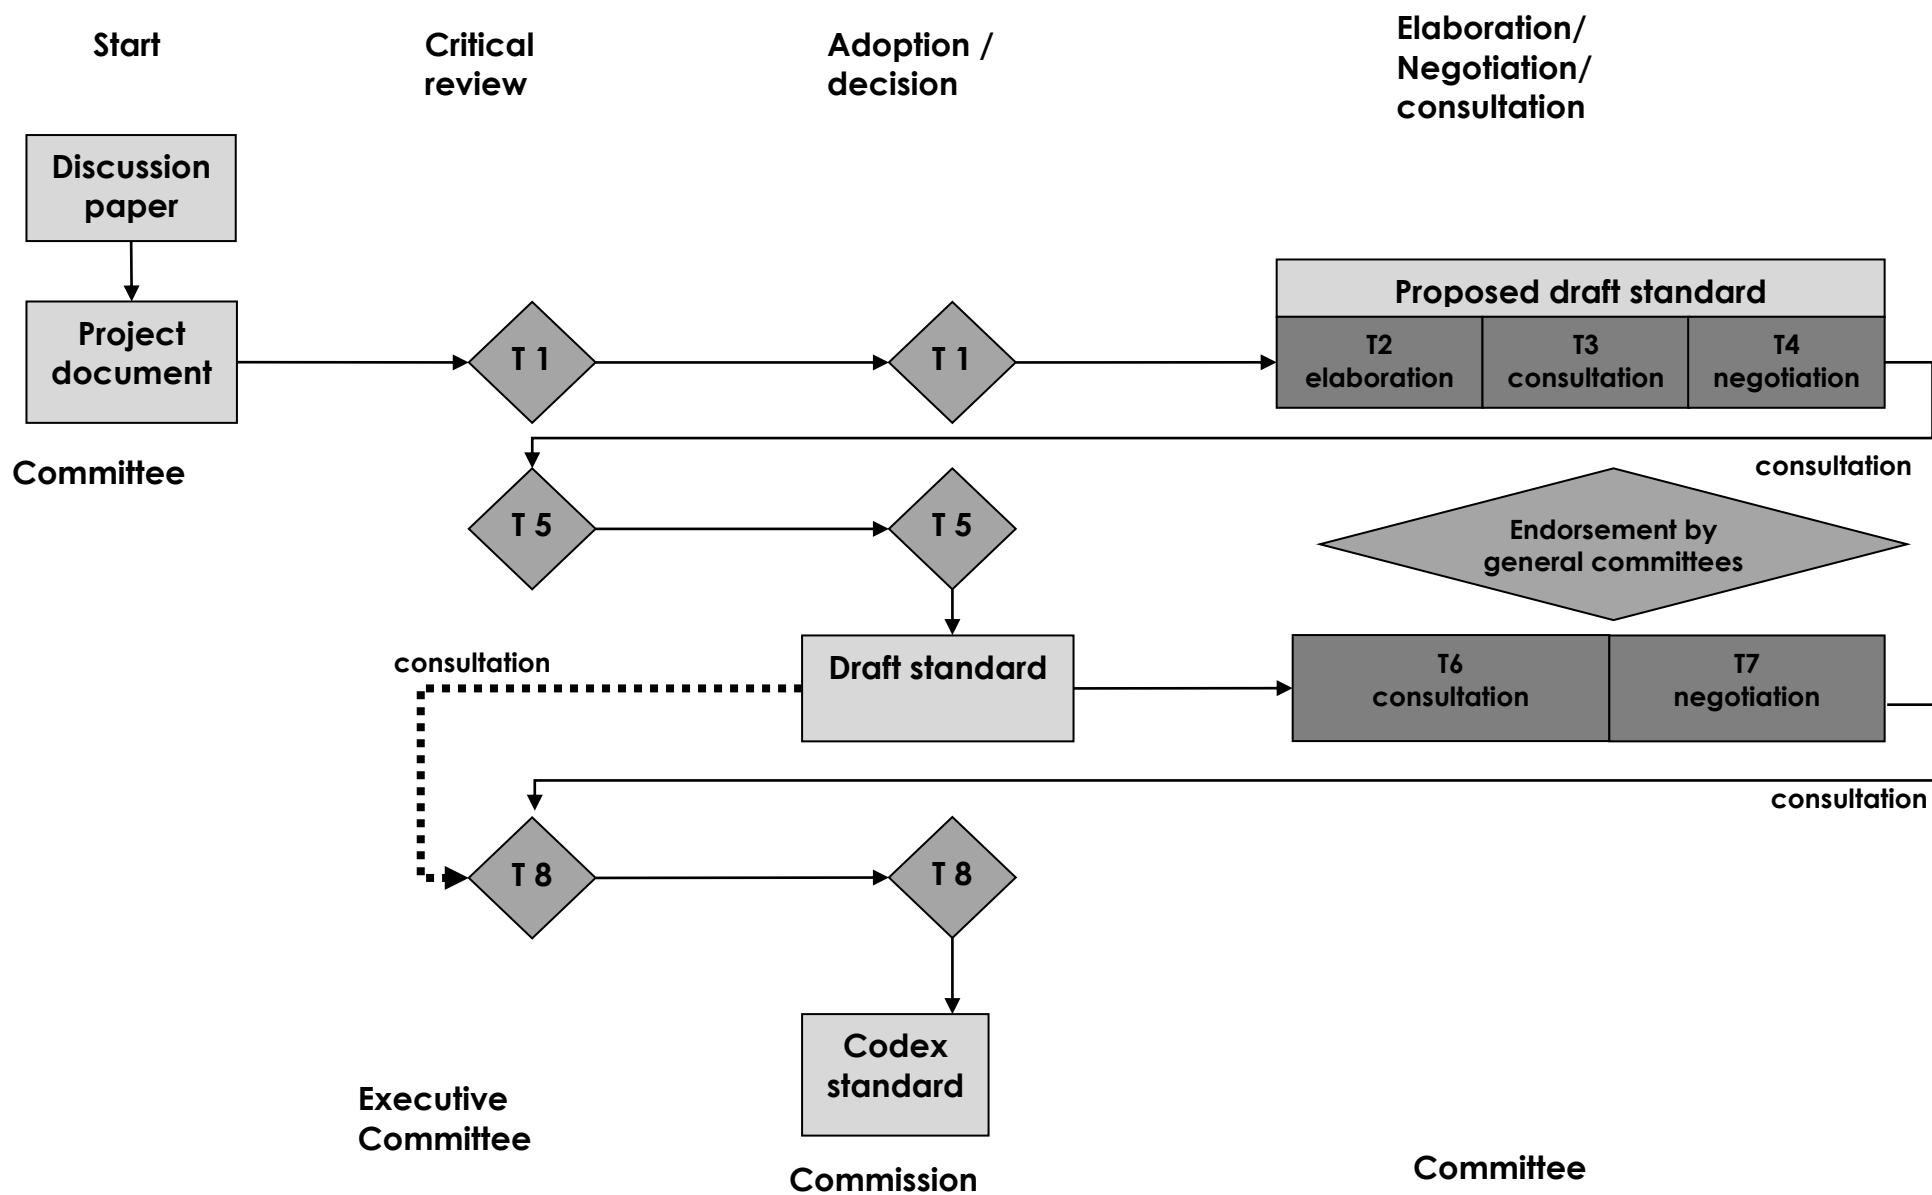 Start
Critical
review
Adoption /
decision
Elaboration/
Negotiation/
consultation
Discussion
paper
Project
document
T 1
T 1
Proposed draft standard
T2
elaboration
T3
consultation
T4
negotiation
Committee
consultation
T 5
T 5
Endorsement by
general committees
consultation
Draft standard
T6
consultation
T7
negotiation
consultation
T 8
T 8
Codex
standard
Executive
Committee
Commission
Committee